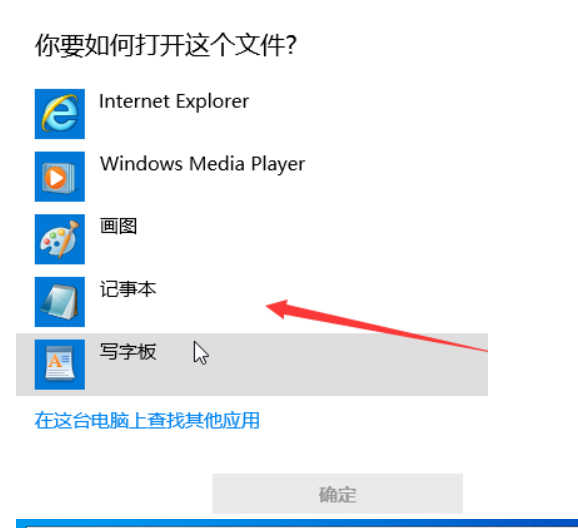 你要如何打开这个文件?
Internet Explorer
Windows Media Player
画图
记事本
写字板
在这台电脑上查找其他应用
确定